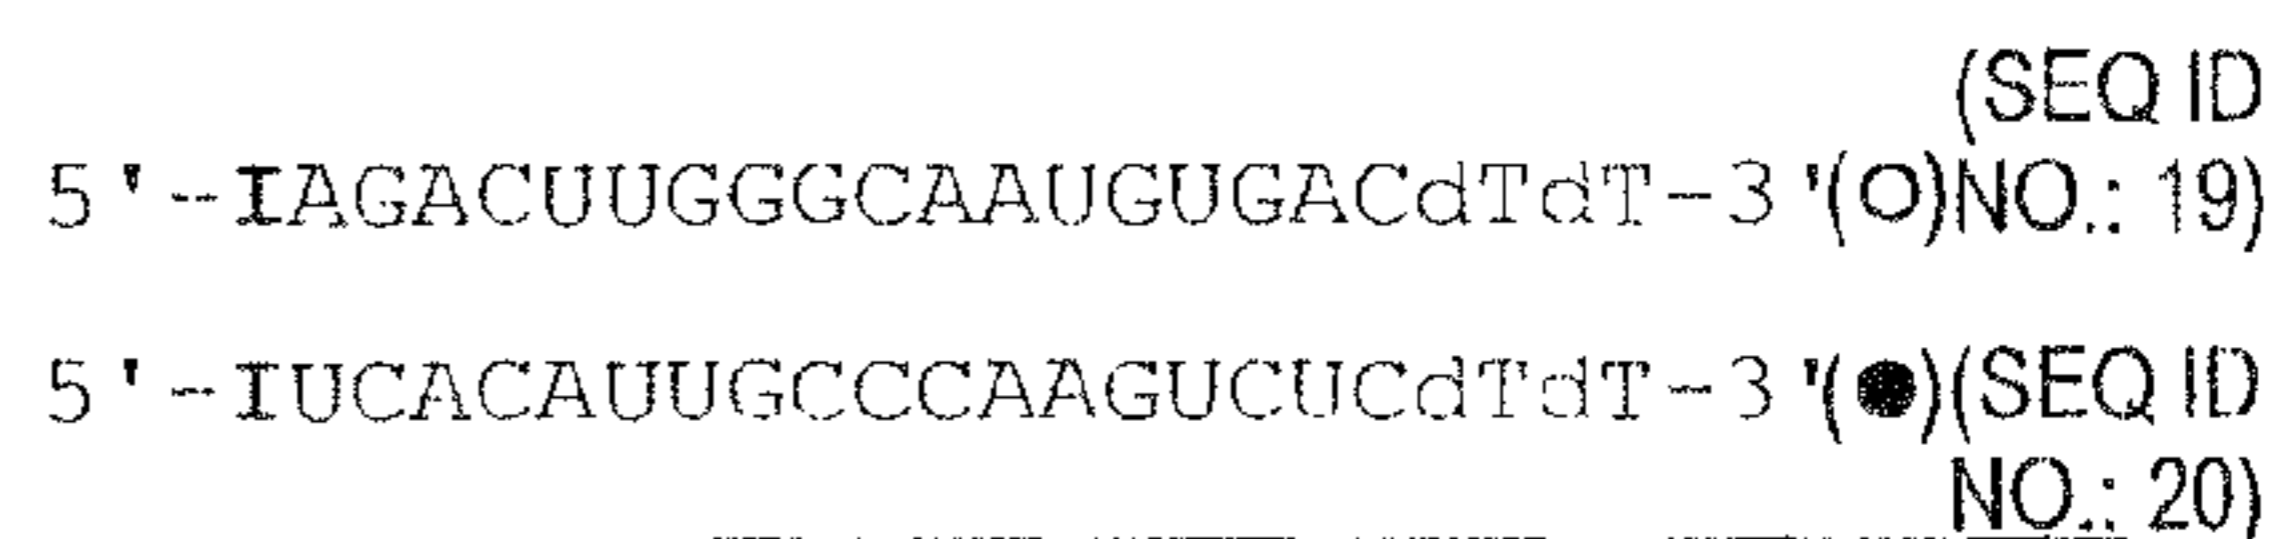 (SEQ ID
5'-IAGACUUGGGCAAUGUGACdTdT-3'(○)NO.: 19)
5'-IUCACAUUGCCCAAGUCUCdTdT-3'(●)(SEQ ID
NO.: 20)